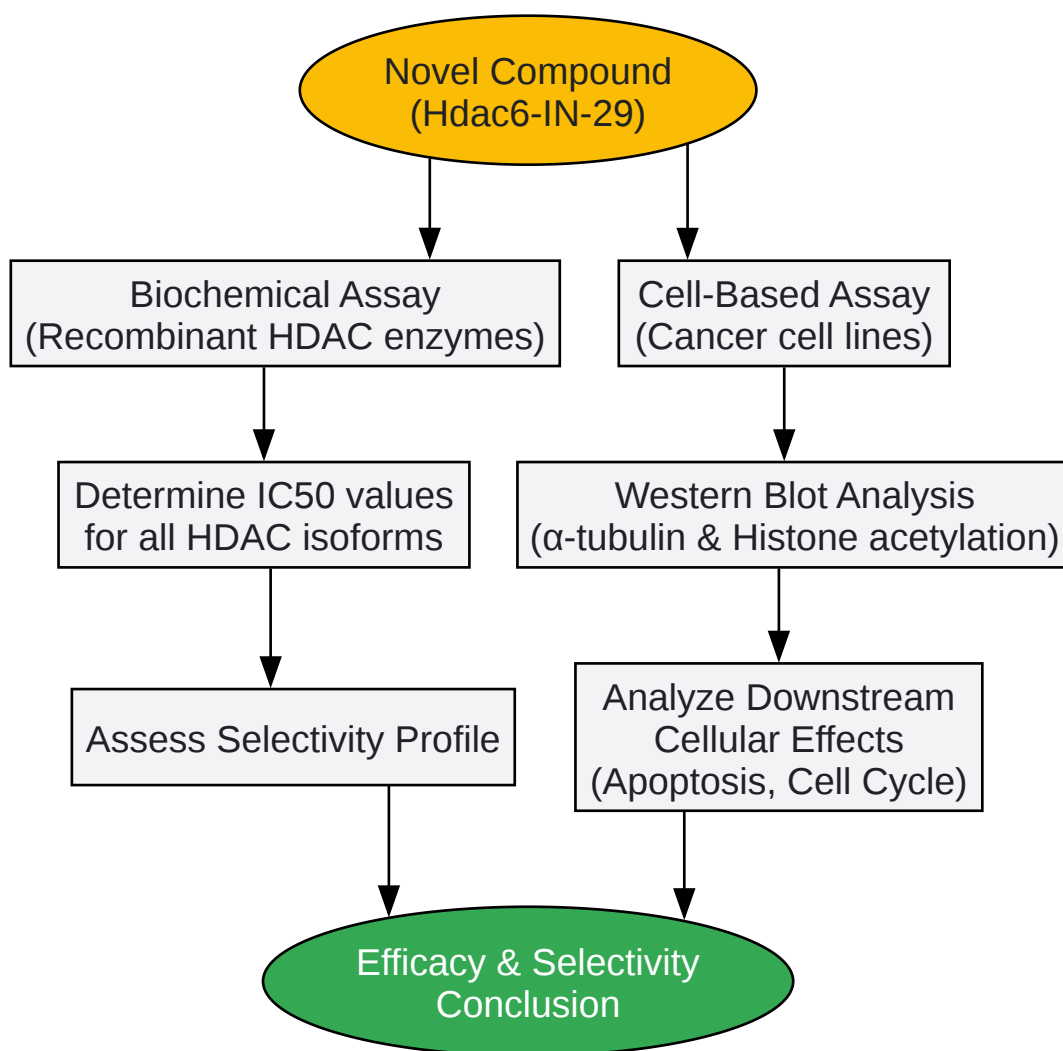 Novel Compound
(Hdac6-IN-29)
Biochemical Assay
(Recombinant HDAC enzymes)
Cell-Based Assay
(Cancer cell lines)
Determine IC50 values
for all HDAC isoforms
Western Blot Analysis
(α-tubulin & Histone acetylation)
Assess Selectivity Profile
Analyze Downstream
Cellular Effects
(Apoptosis, Cell Cycle)
Efficacy & Selectivity
Conclusion